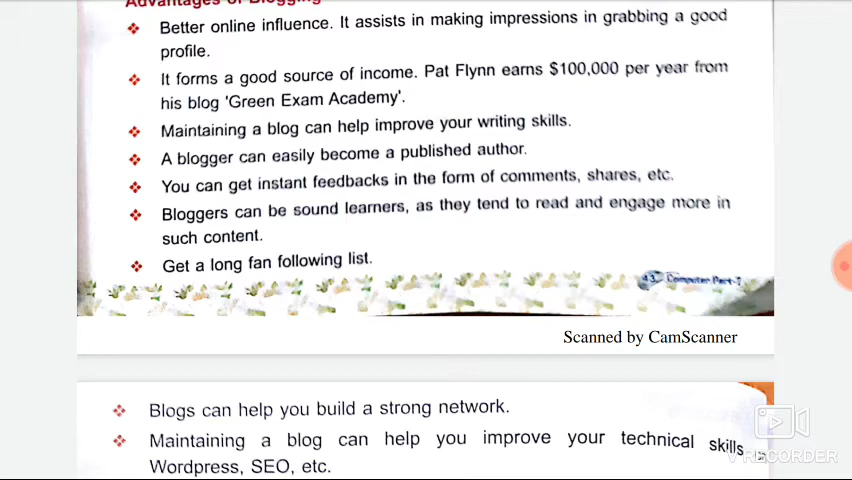 Advantages of Blogging
Better online influence. It assists in making impressions in grabbing a good
profile.
It forms a good source of income. Pat Flynn earns $100,000 per year from
his blog 'Green Exam Academy'.
Maintaining a blog can help improve your writing skills.
A blogger can easily become a published author.
You can get instant feedbacks in the form of comments, shares, etc.
Bloggers can be sound learners, as they tend to read and engage more in
such content.
Get a long fan following list.
43 Computer Part-7
Scanned by CamScanner
Blogs can help you build a strong network.
Maintaining a blog can help you improve your technical skills
Wordpress, SEO, etc.
V RECORDER